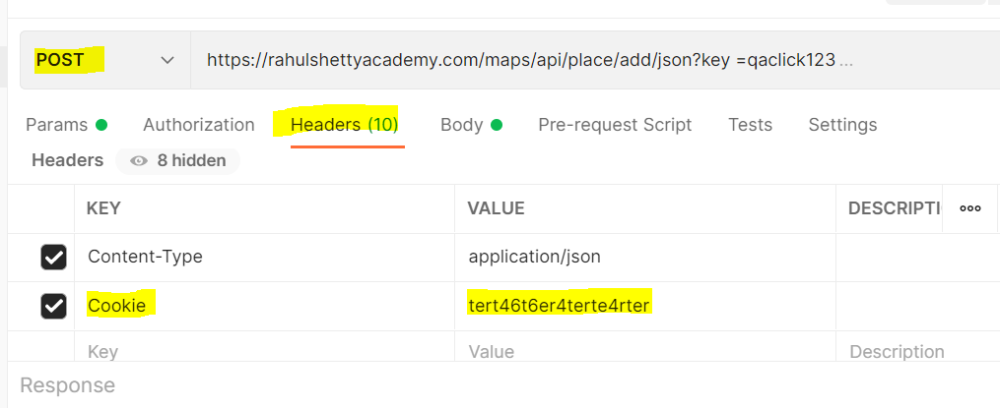 POST https://rahulshettyacademy.com/maps/api/place/add/json?key =qaclick123 ...
Params Authorization Headers (10) Body Pre-request Script Tests Settings
Headers 8 hidden
KEY VALUE DESCRIPTI ooo
Content-Type application/json
Cookie tert46t6er4terte4rter
Key Value Description
Response